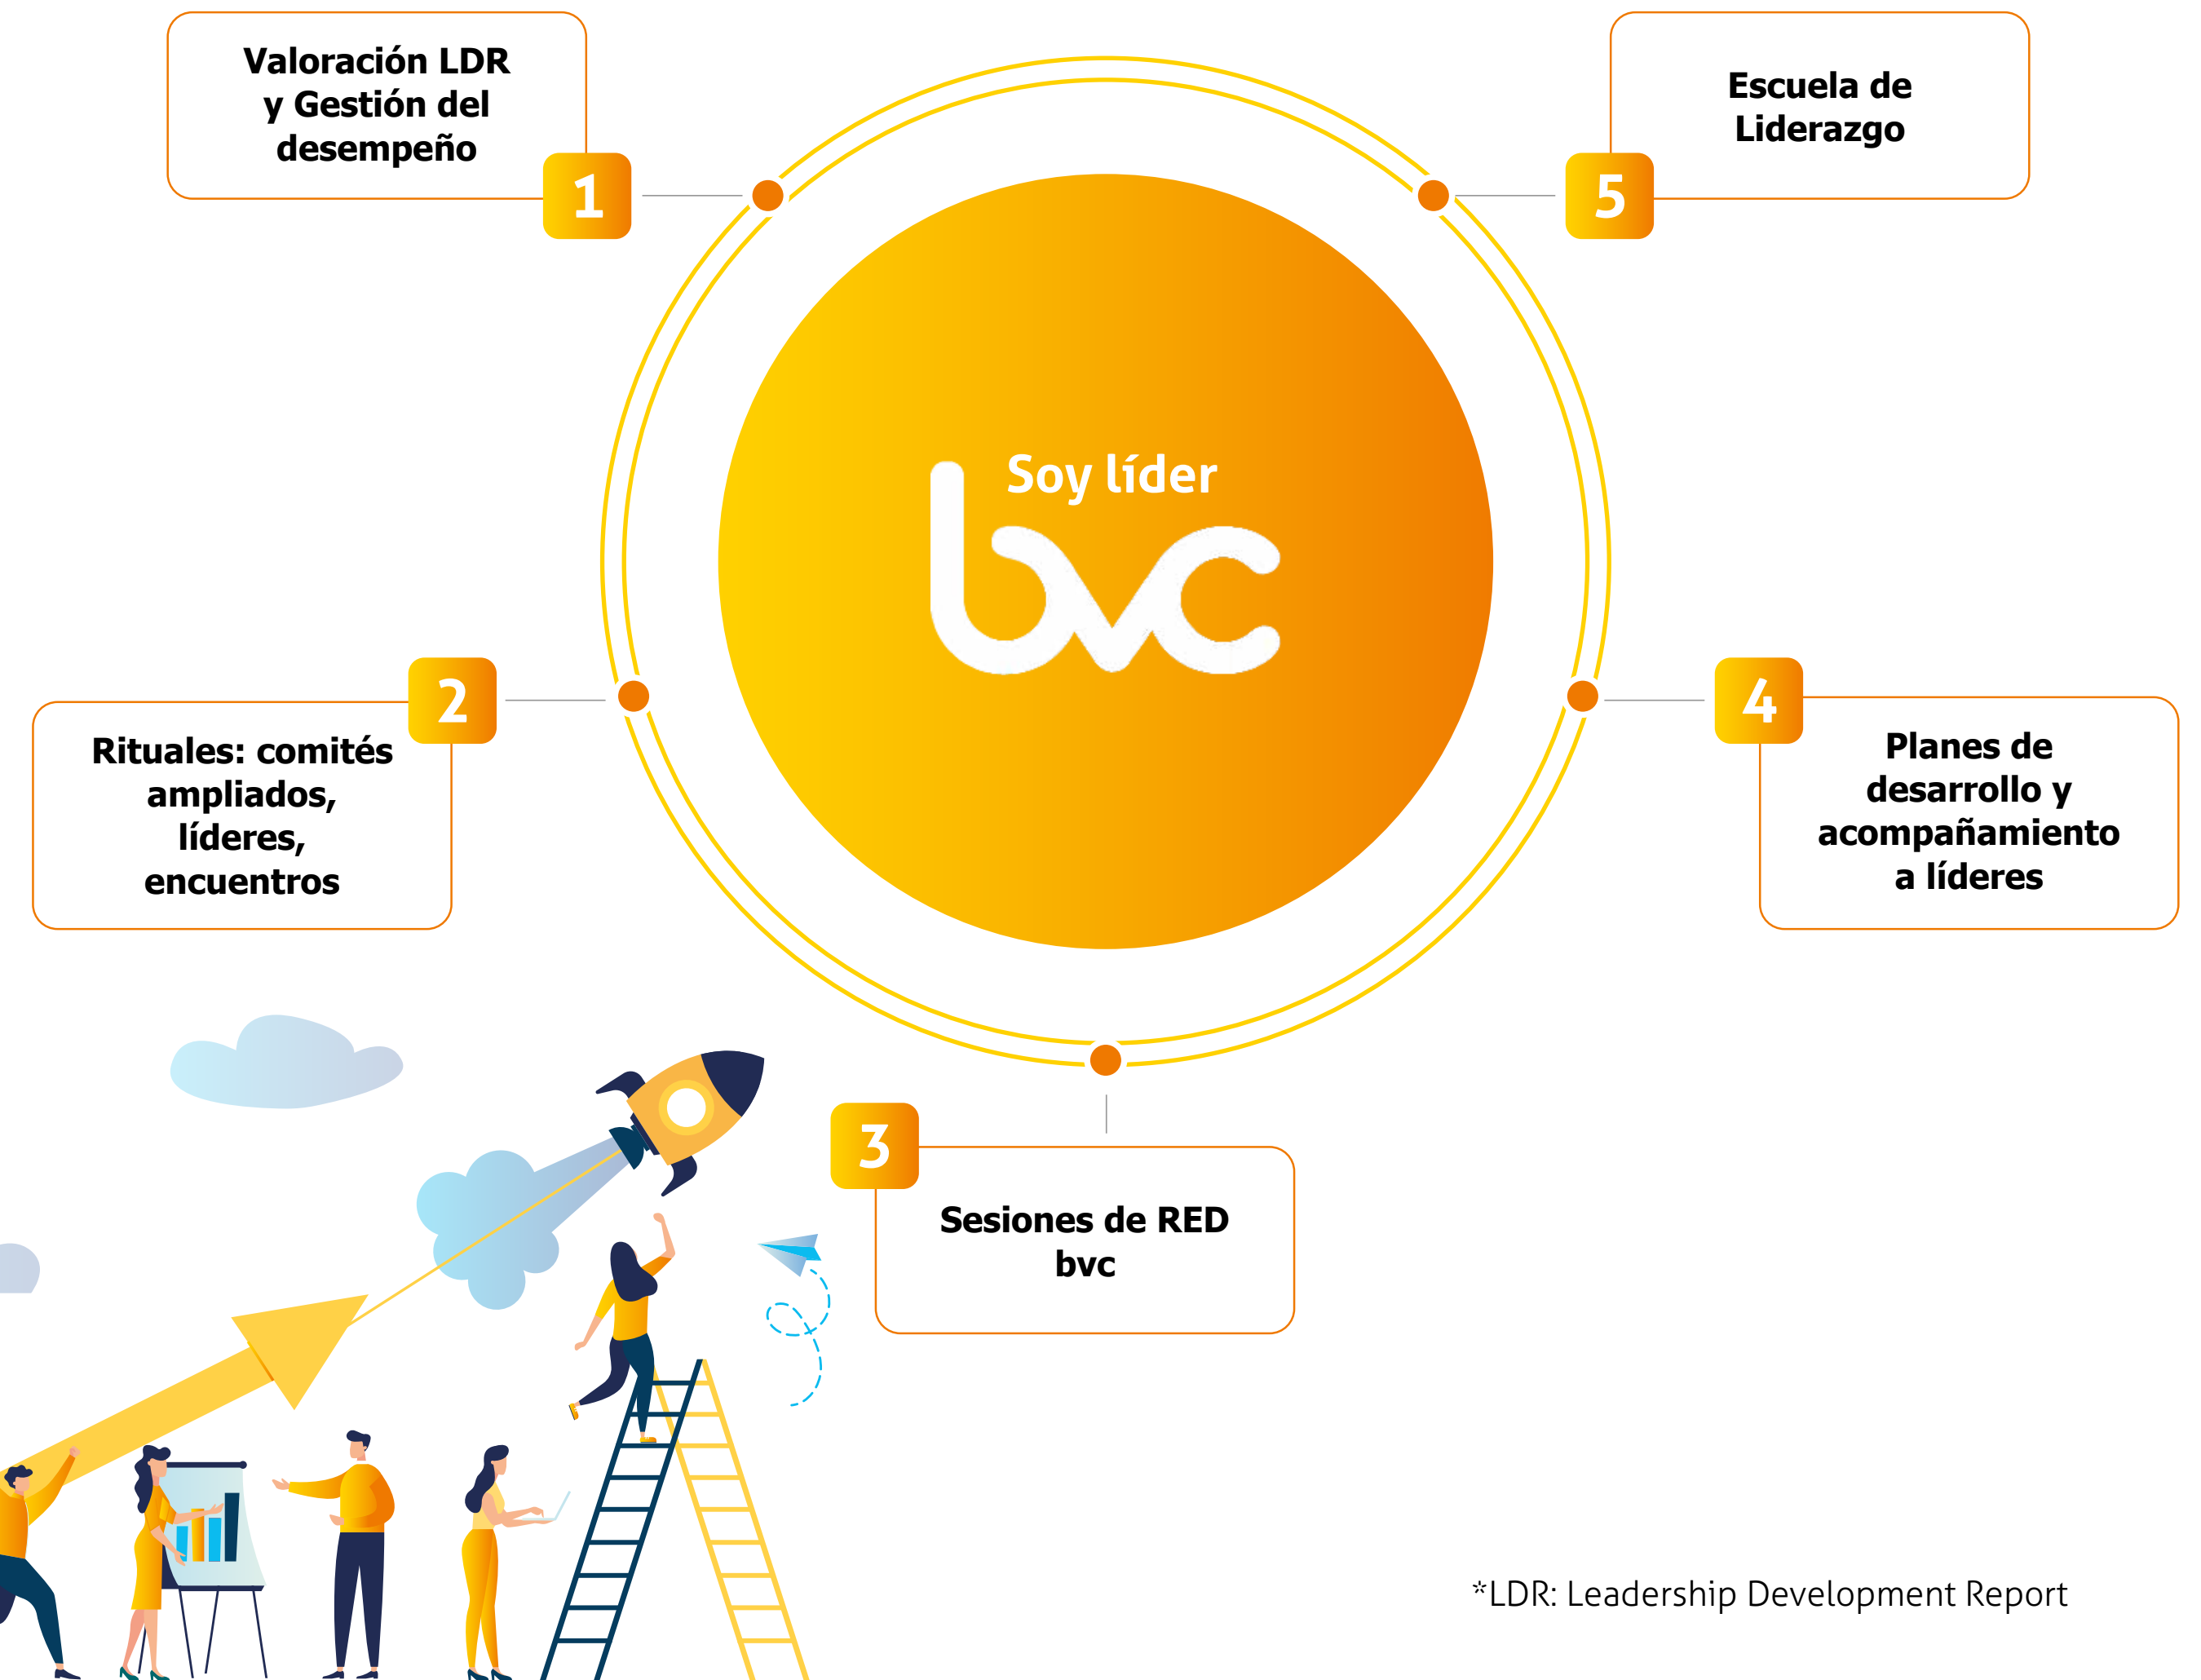 Valoración LDR
y Gestión del
desempeño
1
Rituales: comités
ampliados,
líderes,
encuentros
2
Sesiones de RED
bvc
3
Planes de
desarrollo y
acompañamiento
a líderes
4
Escuela de
Liderazgo
5
Soy líder
bvc
*LDR: Leadership Development Report